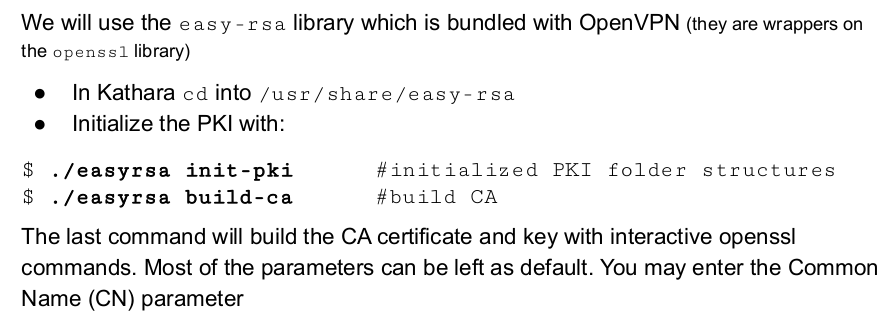 We will use the easy-rsa library which is bundled with OpenVPN (they are wrappers on
the openssl library)
● In Kathara cd into /usr/share/easy-rsa
● Initialize the PKI with:
$ ./easyrsa init-pki #initialized PKI folder structures
$ ./easyrsa build-ca #build CA
The last command will build the CA certificate and key with interactive openssl
commands. Most of the parameters can be left as default. You may enter the Common
Name (CN) parameter